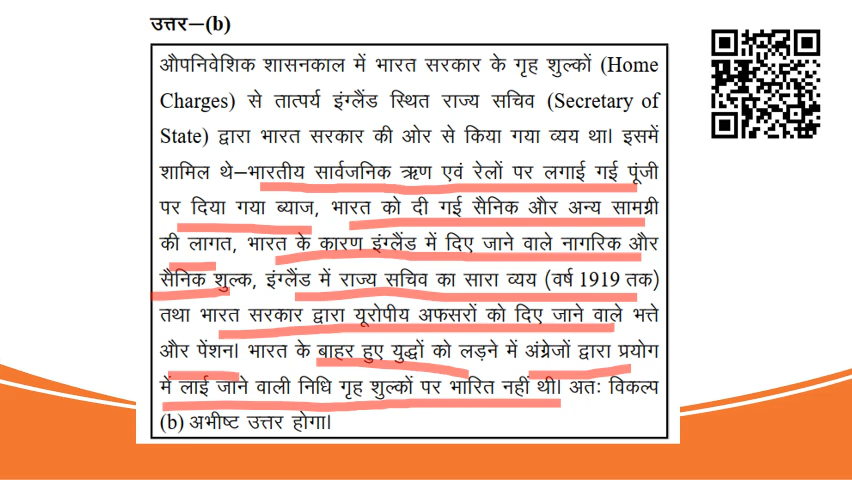 उत्तर–(b)
औपनिवेशिक शासनकाल में भारत सरकार के गृह शुल्कों (Home
Charges) से तात्पर्य इंग्लैंड स्थित राज्य सचिव (Secretary of
State) द्वारा भारत सरकार की ओर से किया गया व्यय था। इसमें
शामिल थे–भारतीय सार्वजनिक ऋण एवं रेलों पर लगाई गई पूंजी
पर दिया गया ब्याज, भारत को दी गई सैनिक और अन्य सामग्री
की लागत, भारत के कारण इंग्लैंड में दिए जाने वाले नागरिक और
सैनिक शुल्क, इंग्लैंड में राज्य सचिव का सारा व्यय (वर्ष 1919 तक)
तथा भारत सरकार द्वारा यूरोपीय अफसरों को दिए जाने वाले भत्ते
और पेंशन। भारत के बाहर हुए युद्धों को लड़ने में अंग्रेजों द्वारा प्रयोग
में लाई जाने वाली निधि गृह शुल्कों पर भारित नहीं थी। अतः विकल्प
(b) अभीष्ट उत्तर होगा।